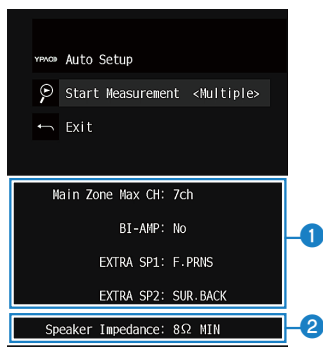 YPAO Auto Setup
Start Measurement <Multiple>
Exit
Main Zone Max CH: 7ch
BI-AMP: No
EXTRA SP1: F.PRNS
EXTRA SP2: SUR.BACK
1
Speaker Impedance: 8Ω MIN
2